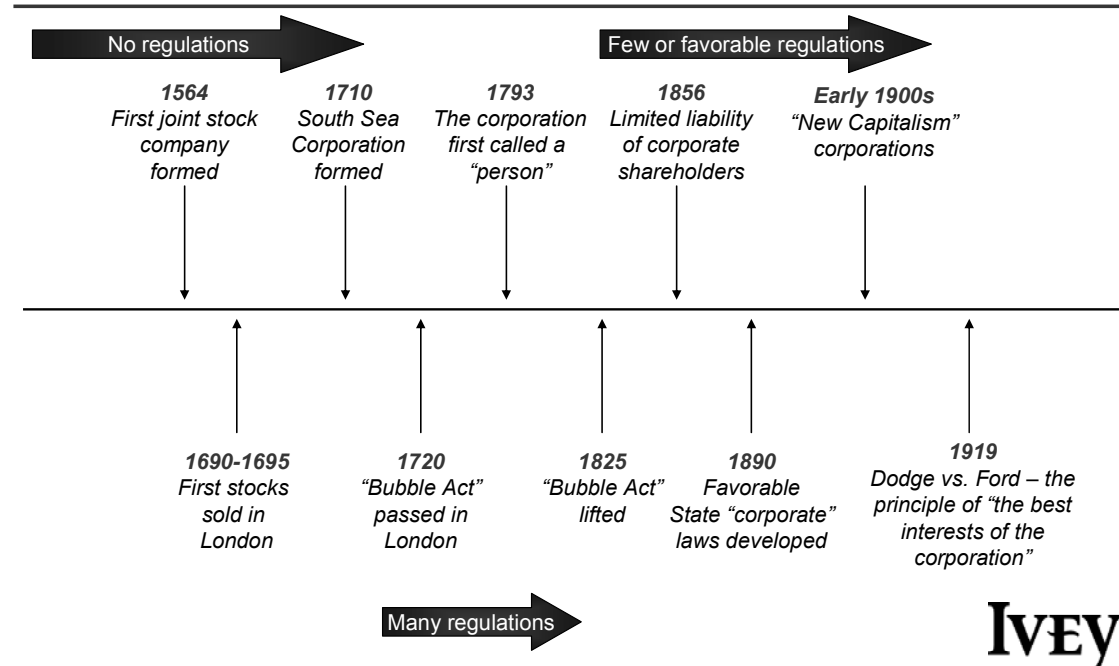 No regulations
Few or favorable regulations
1564
First joint stock
company
formed
1710
South Sea
Corporation
formed
1793
The corporation
first called a
“person”
1856
Limited liability
of corporate
shareholders
Early 1900s
“New Capitalism”
corporations
1690-1695
First stocks
sold in
London
1720
“Bubble Act”
passed in
London
1825
“Bubble Act”
lifted
1890
Favorable
State “corporate”
laws developed
1919
Dodge vs. Ford – the
principle of “the best
interests of the
corporation”
Many regulations
IVEY